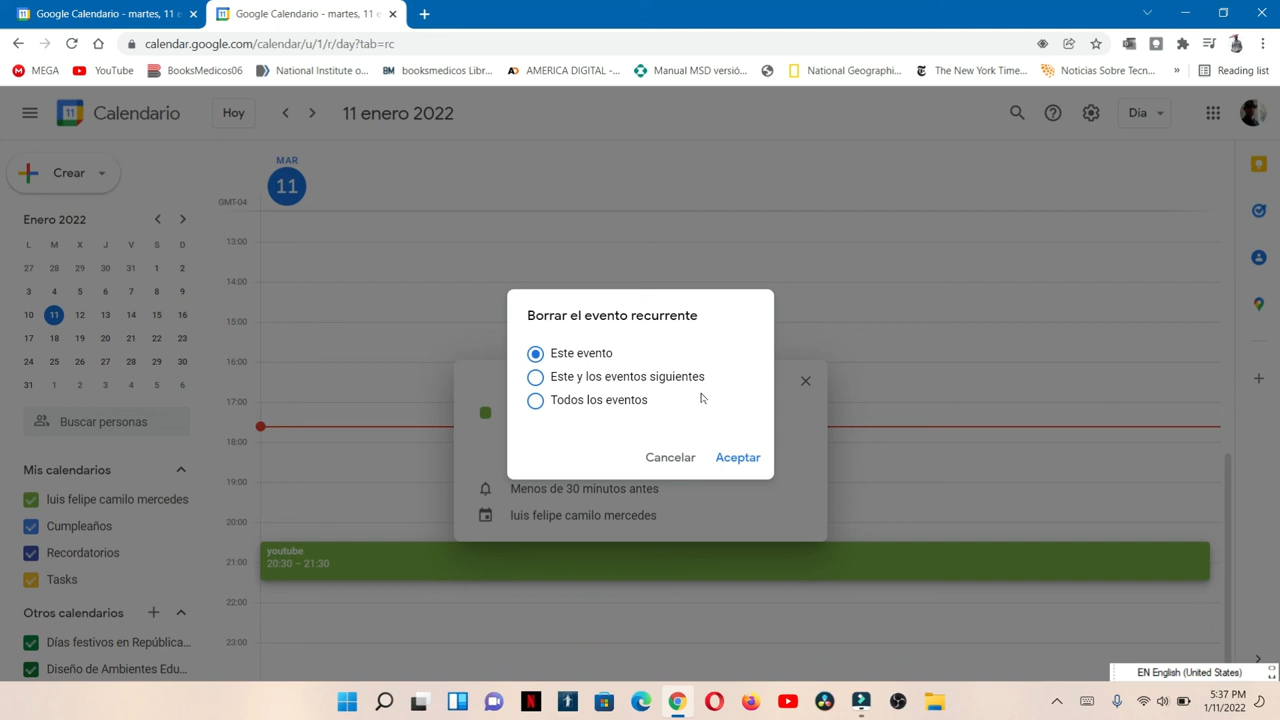 Google Calendario - martes, 11 e
Google Calendario - martes, 11 e
calendar.google.com/calendar/u/1/r/day?tab=rc
MEGA
YouTube
BooksMedicos06
National Institute o...
booksmedicos Libr...
AMERICA DIGITAL -...
Manual MSD versió...
National Geographi...
The New York Time...
Noticias Sobre Tecn...
»
Reading list
11 Calendario
Hoy
11 enero 2022
Día
Crear
MAR
11
GMT-04
Enero 2022
L M X J V S D
27 28 29 30 31 1 2
3 4 5 6 7 8 9
10 11 12 13 14 15 16
17 18 19 20 21 22 23
24 25 26 27 28 29 30
31 1 2 3 4 5 6
Buscar personas
Mis calendarios
luis felipe camilo mercedes
Cumpleaños
Recordatorios
Tasks
Otros calendarios
Días festivos en República...
Diseño de Ambientes Edu...
13:00
14:00
15:00
16:00
17:00
18:00
19:00
20:00
21:00
22:00
23:00
Borrar el evento recurrente
Este evento
Este y los eventos siguientes
Todos los eventos
Cancelar
Aceptar
Menos de 30 minutos antes
luis felipe camilo mercedes
youtube
20:30 – 21:30
EN English (United States)
5:37 PM
1/11/2022